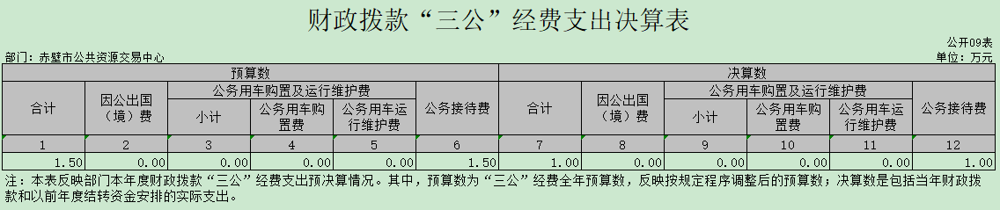 财政拨款“三公”经费支出决算表
公开09表
部门：赤壁市公共资源交易中心 单位：万元
预算数 决算数
合计 因公出国（境）费 公务用车购置及运行维护费 公务接待费 合计 因公出国（境）费 公务用车购置及运行维护费 公务接待费
小计 公务用车购置费 公务用车运行维护费 小计 公务用车购置费 公务用车运行维护费
1 2 3 4 5 6 7 8 9 10 11 12
1.50 0.00 0.00 0.00 0.00 1.50 1.00 0.00 0.00 0.00 0.00 1.00
注：本表反映部门本年度财政拨款“三公”经费支出预决算情况。其中，预算数为“三公”经费全年预算数，反映按规定程序调整后的预算数；决算数是包括当年财政拨
款和以前年度结转资金安排的实际支出。